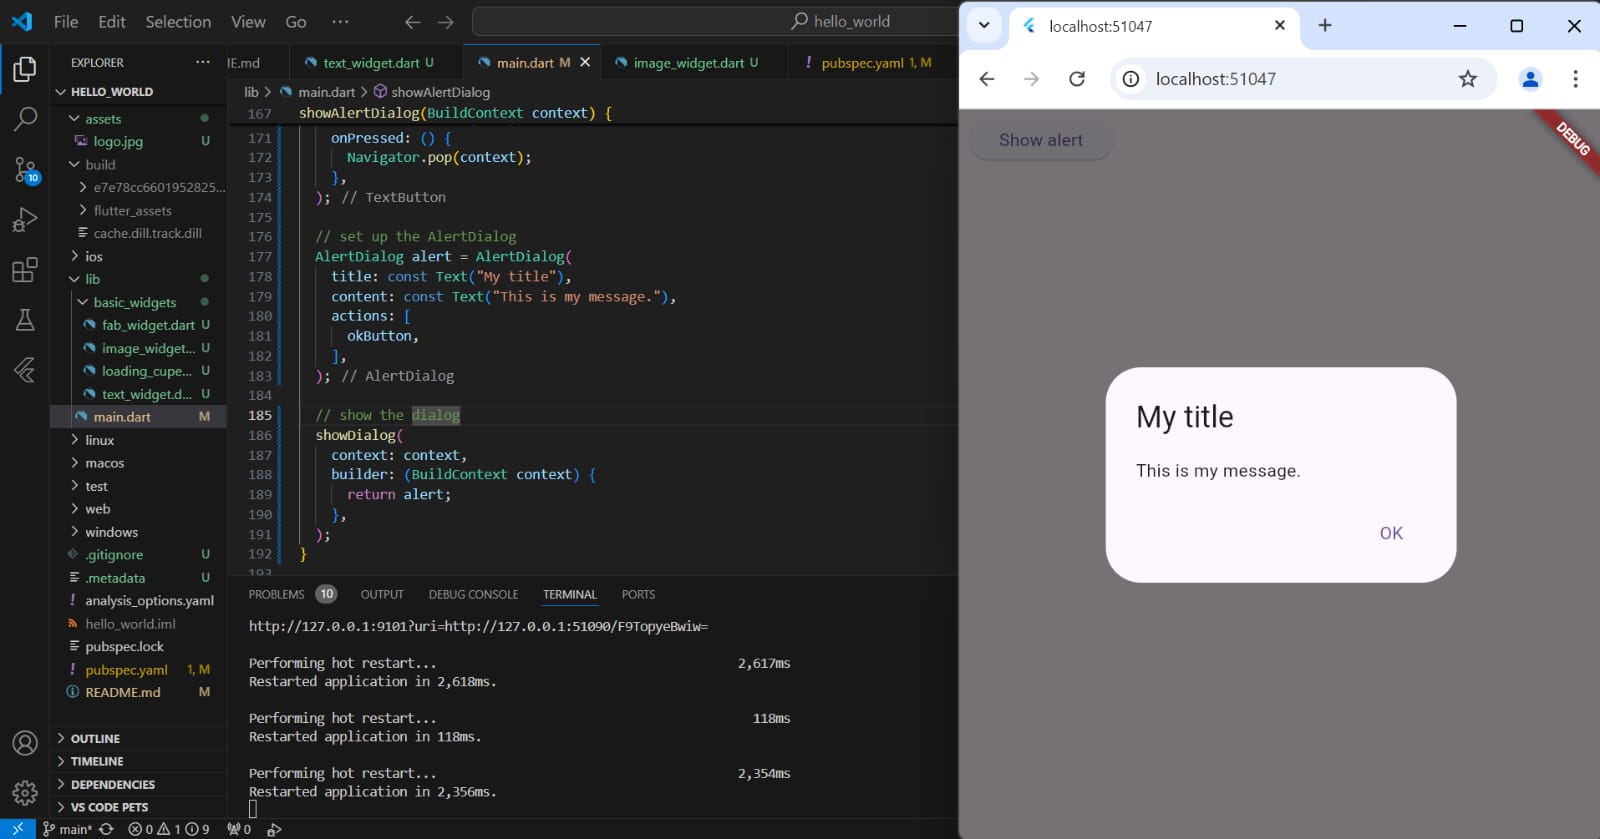 File Edit Selection View Go ··· hello_world
EXPLORER ···
HELLO_WORLD
assets
logo.jpg U
build
e7e78cc6601952825...
flutter_assets
cache.dill.track.dill
ios
lib
basic_widgets
fab_widget.dart U
image_widget... U
loading_cupe... U
text_widget.d... U
main.dart M
linux
macos
test
web
windows
.gitignore U
.metadata U
analysis_options.yaml
hello_world.iml
pubspec.lock
pubspec.yaml 1, M
README.md M
OUTLINE
TIMELINE
DEPENDENCIES
VS CODE PETS
10
IE.md text_widget.dart U main.dart M image_widget.dart U pubspec.yaml 1, M
lib > main.dart > showAlertDialog
167 showAlertDialog(BuildContext context) {
171 onPressed: () {
172 Navigator.pop(context);
173 },
174 ); // TextButton
175
176 // set up the AlertDialog
177 AlertDialog alert = AlertDialog(
178 title: const Text("My title"),
179 content: const Text("This is my message."),
180 actions: [
181 okButton,
182 ],
183 ); // AlertDialog
184
185 // show the dialog
186 showDialog(
187 context: context,
188 builder: (BuildContext context) {
189 return alert;
190 },
191 );
192 }
193
PROBLEMS 10 OUTPUT DEBUG CONSOLE TERMINAL PORTS
http://127.0.0.1:9101?uri=http://127.0.0.1:51090/F9TopyeBwiw=
Performing hot restart... 2,617ms
Restarted application in 2,618ms.
Performing hot restart... 118ms
Restarted application in 118ms.
Performing hot restart... 2,354ms
Restarted application in 2,356ms.
main* 0 1 9 0
localhost:51047
localhost:51047
Show alert
DEBUG
My title
This is my message.
OK